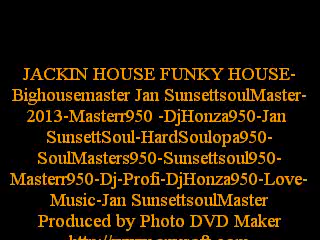 JACKIN HOUSE FUNKY HOUSE-
Bighousemaster Jan SunsettsoulMaster-
2013-Masterr950 -DjHonza950-Jan
SunsettSoul-HardSoulopa950-
SoulMasters950-Sunsettsoul950-
Masterr950-Dj-Profi-DjHonza950-Love-
Music-Jan SunsettsoulMaster
Produced by Photo DVD Maker